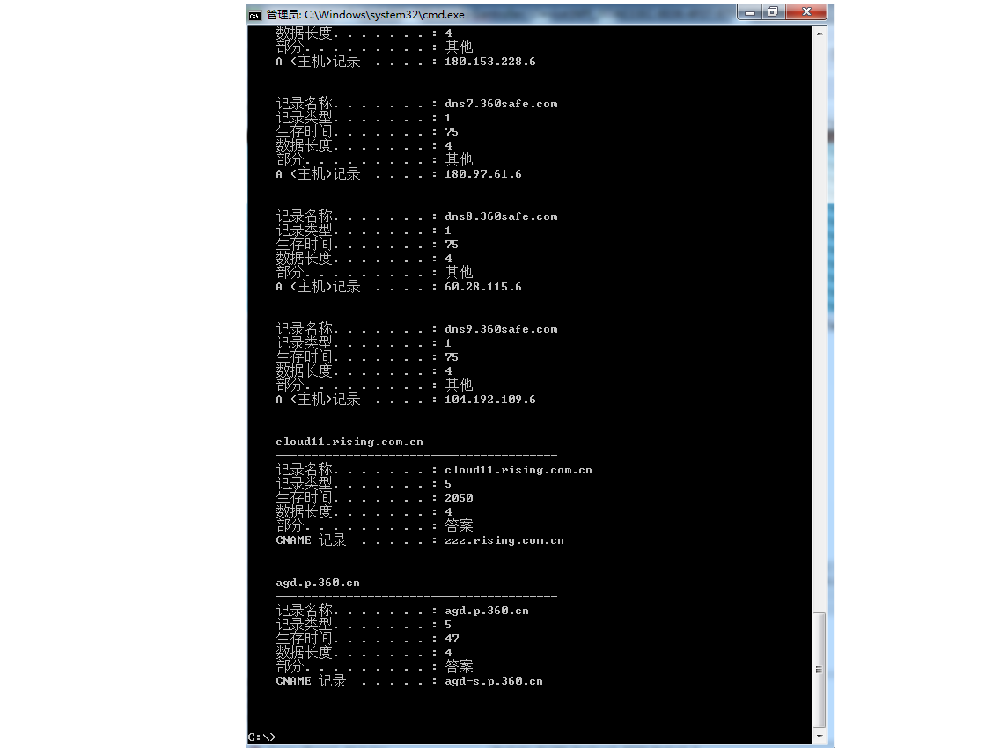 管理员: C:\Windows\system32\cmd.exe
数据长度. . . . . . . : 4
部分. . . . . . . . . : 其他
A (主机)记录  . . . . : 180.153.228.6
记录名称. . . . . . . : dns7.360safe.com
记录类型. . . . . . . : 1
生存时间. . . . . . . : 75
数据长度. . . . . . . : 4
部分. . . . . . . . . : 其他
A (主机)记录  . . . . : 180.97.61.6
记录名称. . . . . . . : dns8.360safe.com
记录类型. . . . . . . : 1
生存时间. . . . . . . : 75
数据长度. . . . . . . : 4
部分. . . . . . . . . : 其他
A (主机)记录  . . . . : 60.28.115.6
记录名称. . . . . . . : dns9.360safe.com
记录类型. . . . . . . : 1
生存时间. . . . . . . : 75
数据长度. . . . . . . : 4
部分. . . . . . . . . : 其他
A (主机)记录  . . . . : 104.192.109.6
cloud11.rising.com.cn
----------------------------------------
记录名称. . . . . . . : cloud11.rising.com.cn
记录类型. . . . . . . : 5
生存时间. . . . . . . : 2050
数据长度. . . . . . . : 4
部分. . . . . . . . . : 答案
CNAME 记录  . . . . . : zzz.rising.com.cn
agd.p.360.cn
----------------------------------------
记录名称. . . . . . . : agd.p.360.cn
记录类型. . . . . . . : 5
生存时间. . . . . . . : 47
数据长度. . . . . . . : 4
部分. . . . . . . . . : 答案
CNAME 记录  . . . . . : agd-s.p.360.cn
C:\>